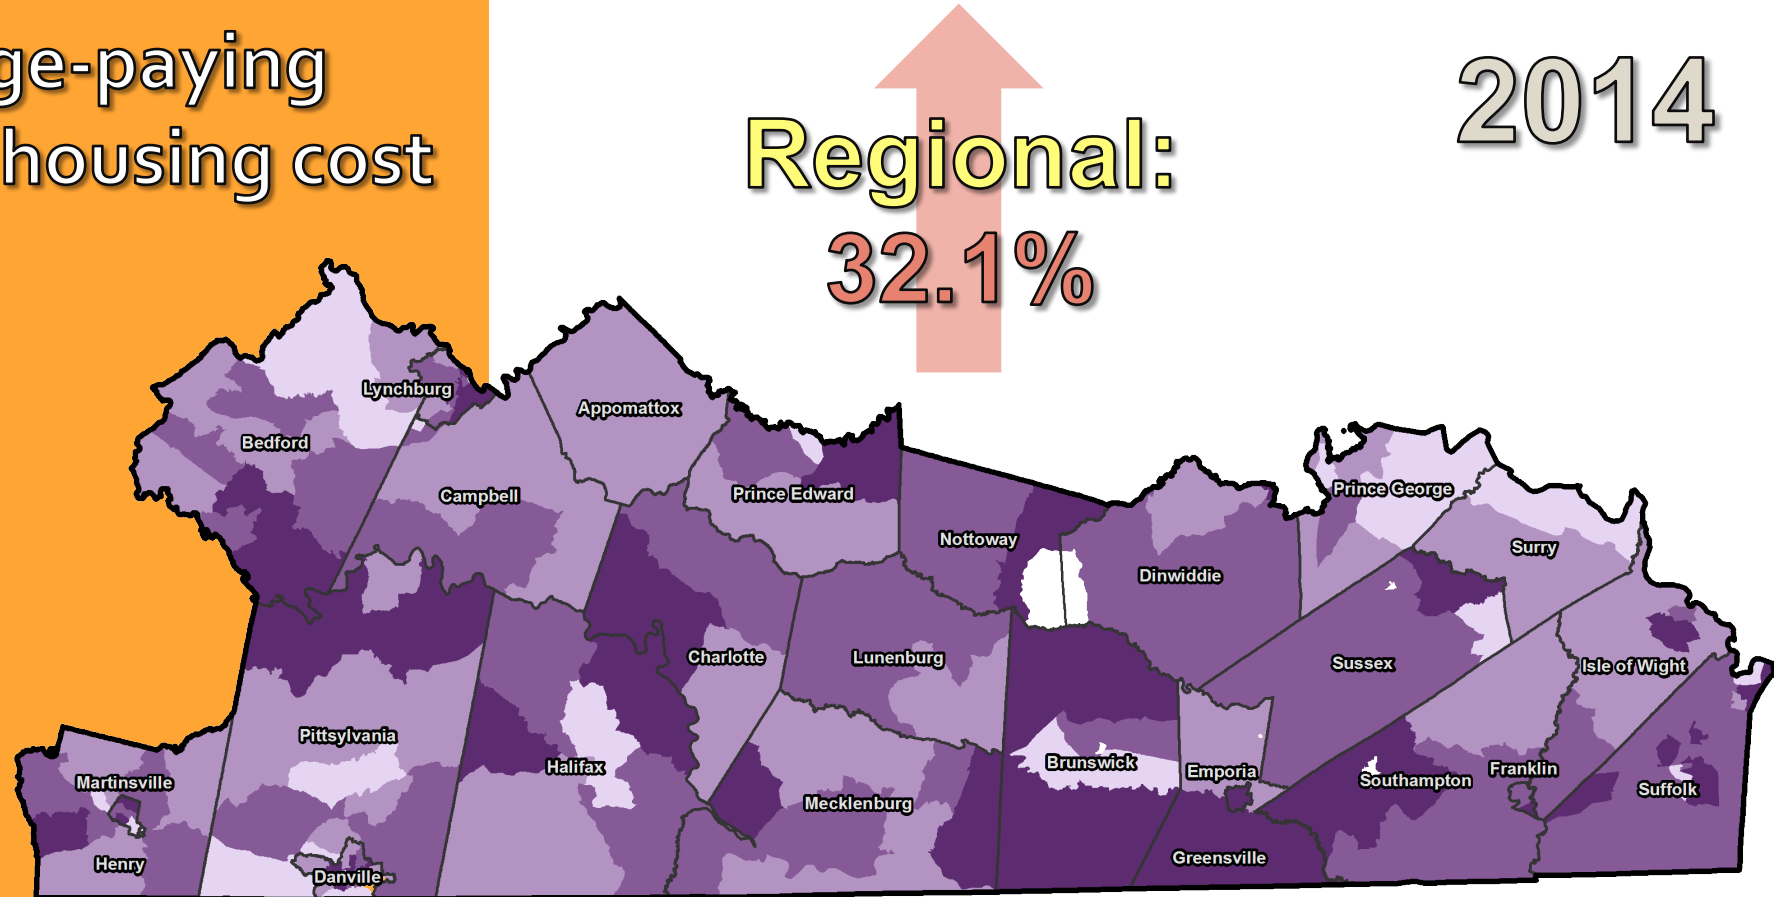 ge-paying
housing cost
Regional:
32.1%
2014
Lynchburg
Bedford
Appomattox
Campbell
Prince Edward
Nottoway
Dinwiddie
Prince George
Surry
Charlotte
Lunenburg
Sussex
Isle of Wight
Pittsylvania
Halifax
Mecklenburg
Brunswick
Emporia
Southampton
Franklin
Suffolk
Martinsville
Henry
Danville
Greensville